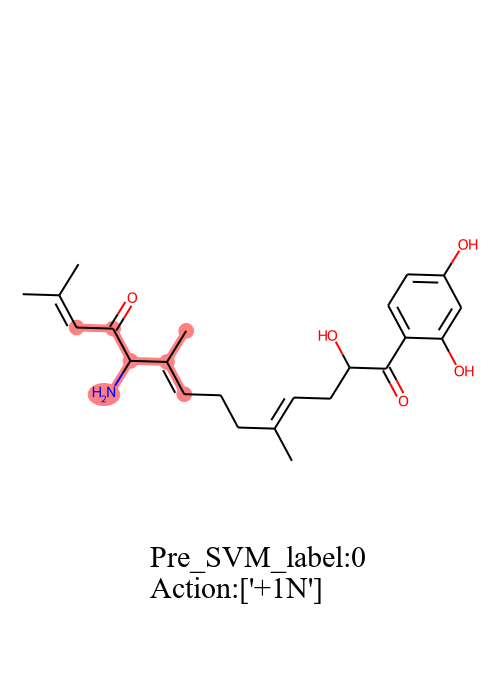 OH
O
HO
H2N
OH
O
Pre_SVM_label:0
Action:['+1N']